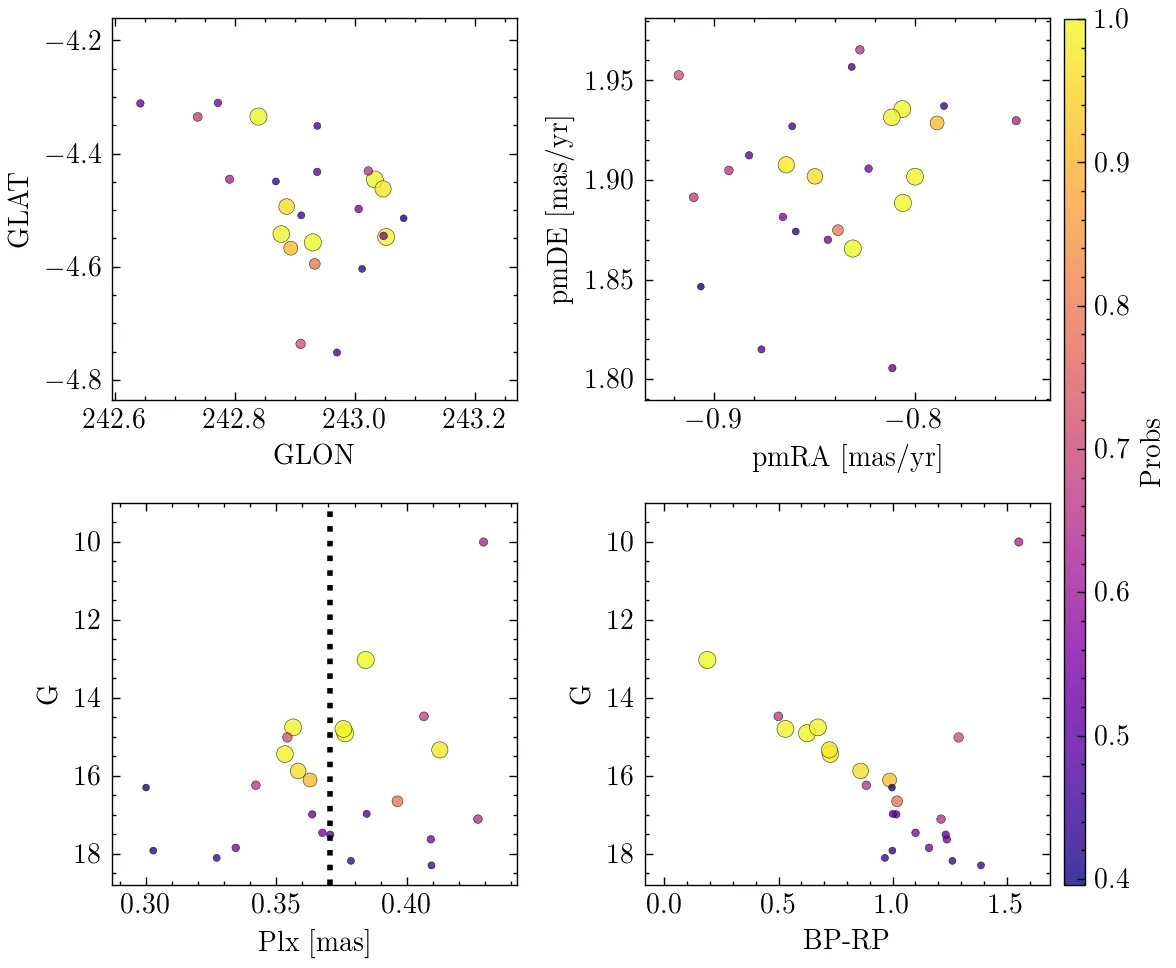 −4.2
−4.4
−4.6
−4.8
GLAT
242.6 242.8 243.0 243.2
GLON
1.95
1.90
1.85
1.80
pmDE [mas/yr]
−0.9 −0.8
pmRA [mas/yr]
10
12
14
16
18
G
0.30 0.35 0.40
Plx [mas]
10
12
14
16
18
G
0.0 0.5 1.0 1.5
BP-RP
1.0
0.9
0.8
0.7
0.6
0.5
0.4
Probs